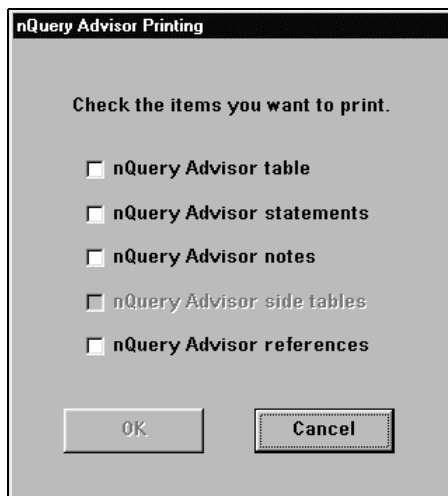 nQuery Advisor Printing
Check the items you want to print.
nQuery Advisor table
nQuery Advisor statements
nQuery Advisor notes
nQuery Advisor side tables
nQuery Advisor references
OK
Cancel